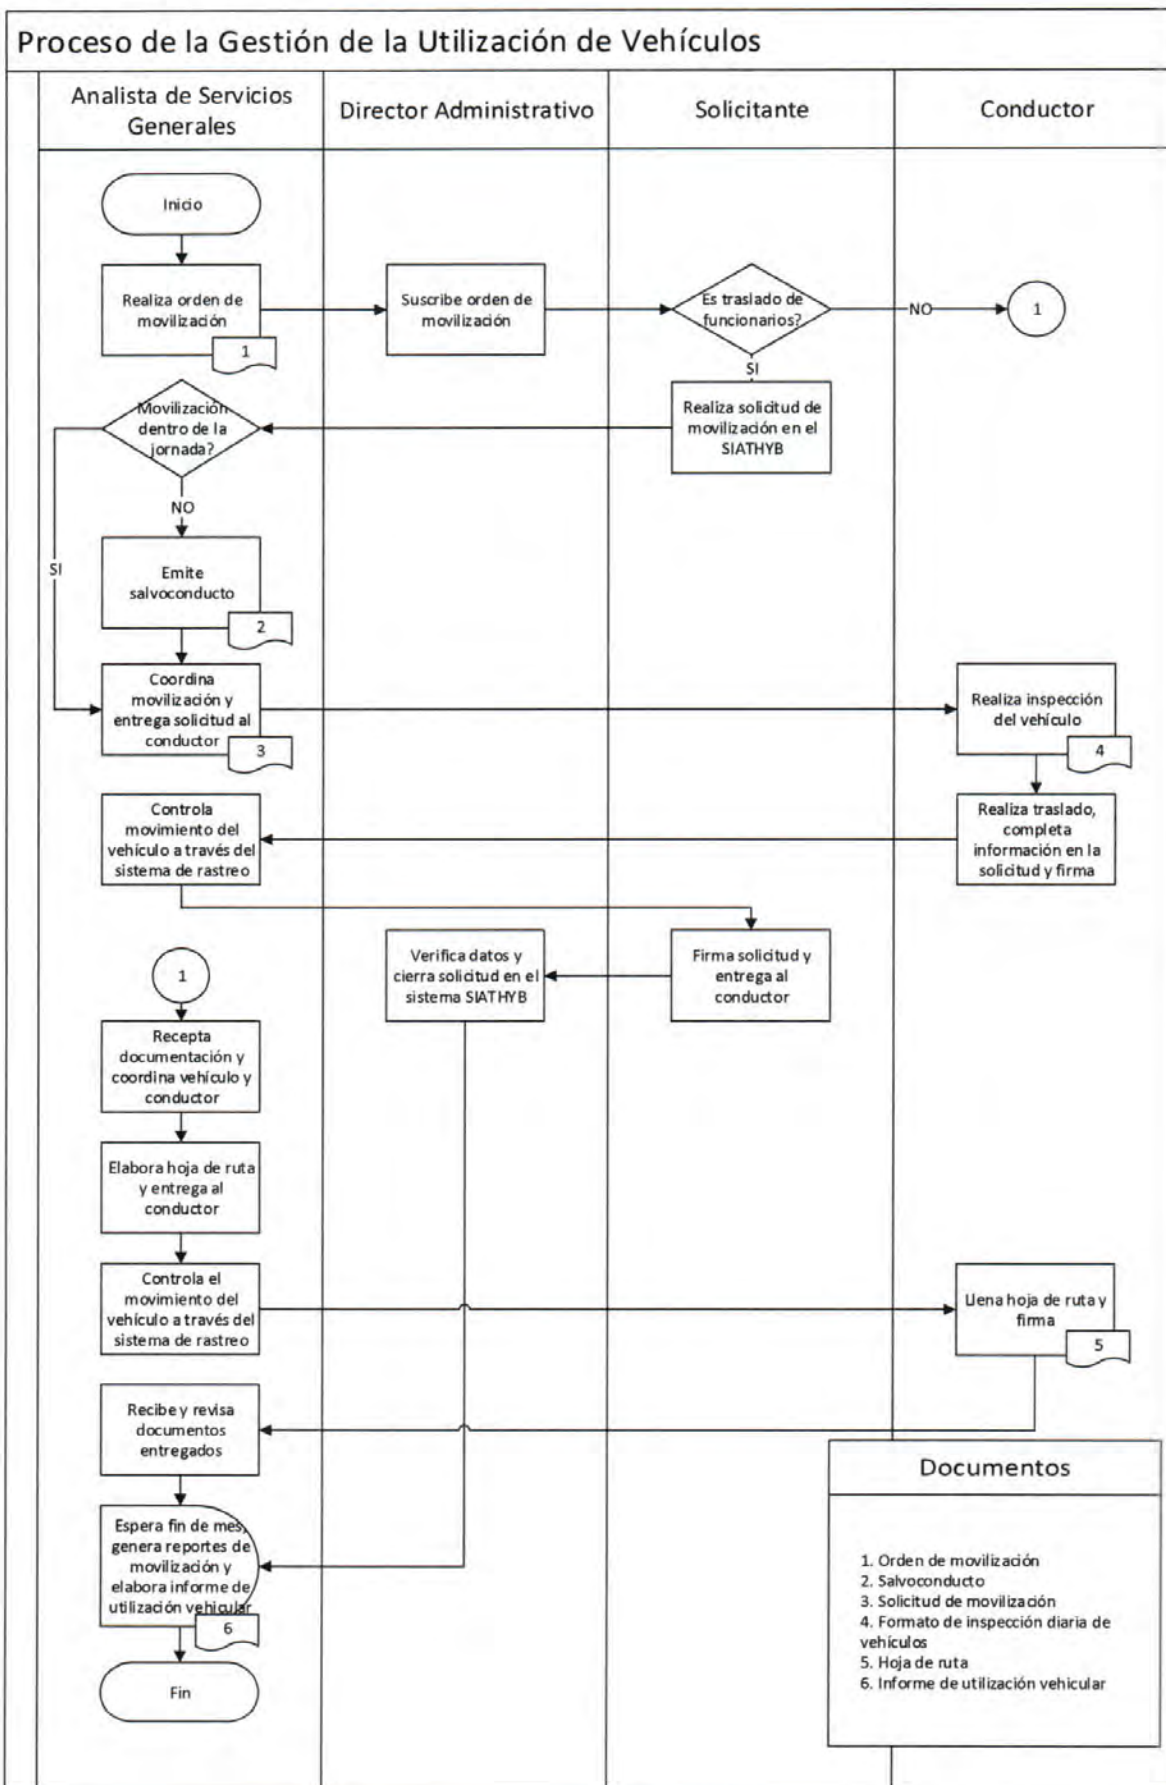 Proceso de la Gestión de la Utilización de Vehículos
Analista de Servicios
Generales
Director Administrativo
Solicitante
Conductor
Inicio
Realiza orden de
movilización
1
Suscribe orden de
movilización
Es traslado de
funcionarios?
NO
1
SI
Realiza solicitud de
movilización en el
SIATHYB
Movilización
dentro de la
jornada?
NO
SI
Emite
salvoconducto
2
Coordina
movilización y
entrega solicitud al
conductor
3
Realiza inspección
del vehículo
4
Realiza traslado,
completa
información en la
solicitud y firma
Controla
movimiento del
vehículo a través del
sistema de rastreo
Firma solicitud y
entrega al
conductor
Verifica datos y
cierra solicitud en el
sistema SIATHYB
1
Recepta
documentación y
coordina vehículo y
conductor
Elabora hoja de ruta
y entrega al
conductor
Controla el
movimiento del
vehículo a través del
sistema de rastreo
Llena hoja de ruta y
firma
5
Recibe y revisa
documentos
entregados
Espera fin de mes,
genera reportes de
movilización y
elabora informe de
utilización vehicular
6
Fin
Documentos
1. Orden de movilización
2. Salvoconducto
3. Solicitud de movilización
4. Formato de inspección diaria de
vehículos
5. Hoja de ruta
6. Informe de utilización vehicular